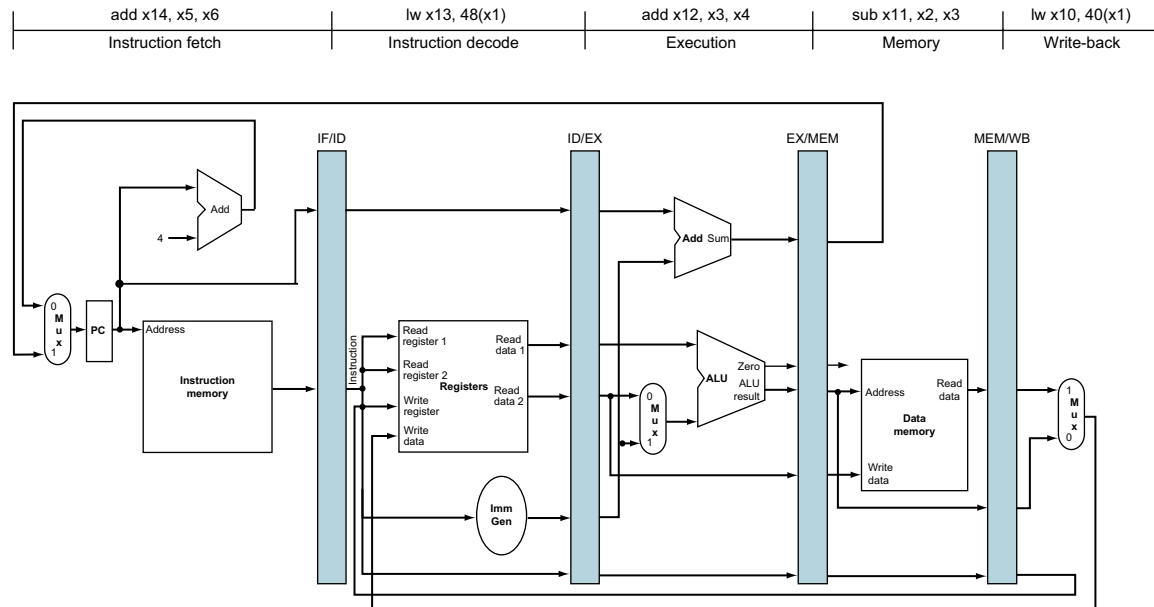 add x14, x5, x6
lw x13, 48(x1)
add x12, x3, x4
sub x11, x2, x3
lw x10, 40(x1)
Instruction fetch
Instruction decode
Execution
Memory
Write-back
IF/ID
ID/EX
EX/MEM
MEM/WB
Add
4
Add Sum
0
M
u
x
1
PC
Address
Instruction
memory
Instruction
Read
register 1
Read
register 2
Write
register
Write
data
Registers
Read
data 1
Read
data 2
Imm
Gen
0
M
u
x
1
ALU
Zero
ALU
result
Address
Read
data
Data
memory
Write
data
1
M
u
x
0